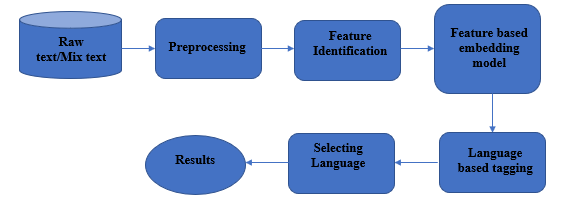 Raw
text/Mix text
Preprocessing
Feature
Identification
Feature based
embedding
model
Language
based tagging
Selecting
Language
Results